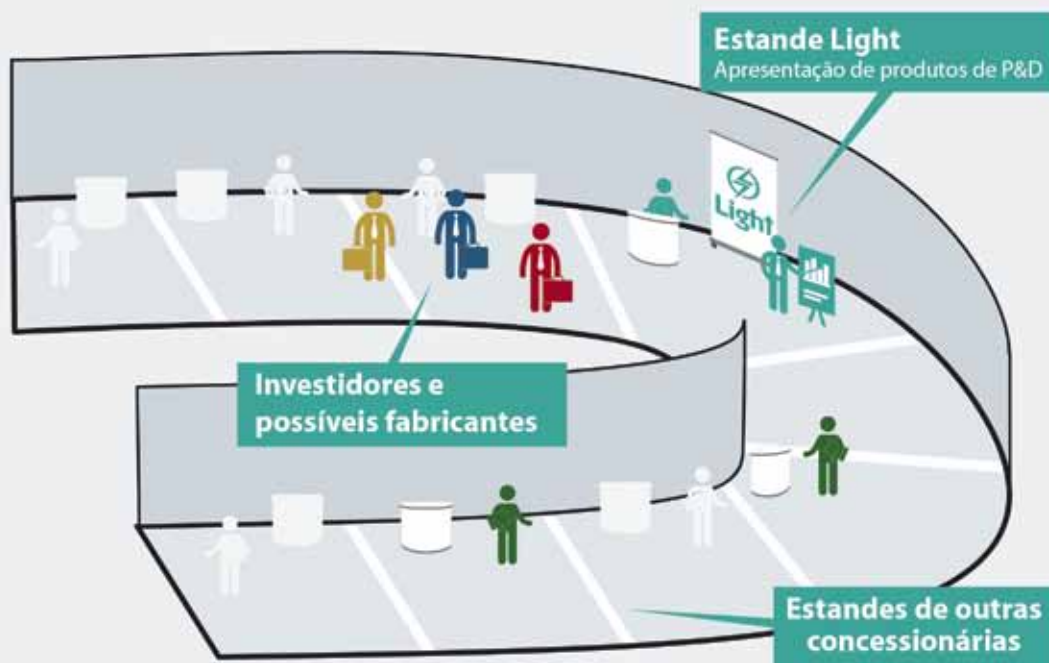 Estande Light
Apresentação de produtos de P&D
Light
Investidores e
possíveis fabricantes
Estandes de outras
concessionárias